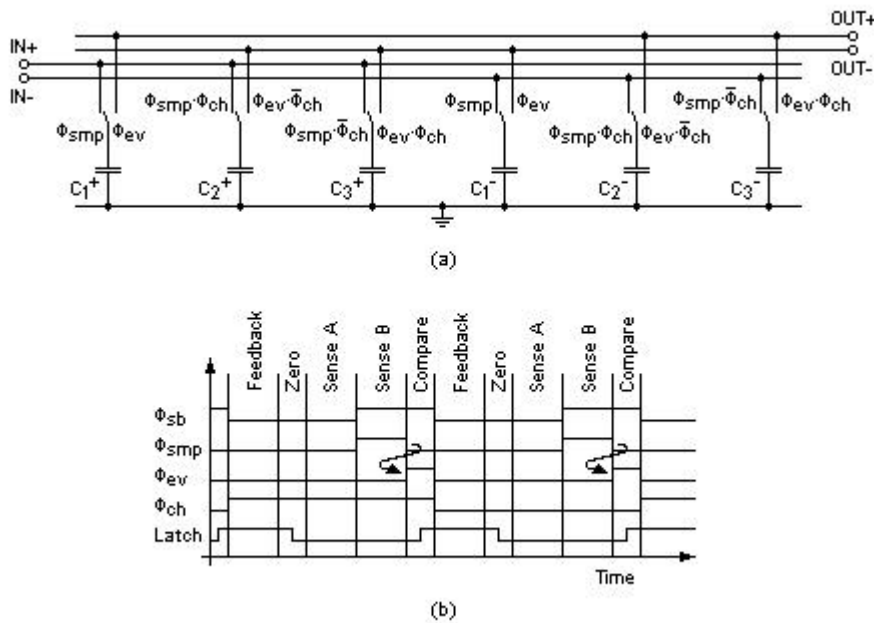 OUT+
IN+
OUT-
IN-
Φsmp Φev
Φsmp·Φch Φev·Φ̅ch
Φsmp·Φ̅ch Φev·Φch
Φsmp Φev
Φsmp·Φch Φev·Φ̅ch
Φsmp·Φ̅ch Φev·Φch
C1+
C2+
C3+
C1-
C2-
C3-
(a)
Feedback
Zero
Sense A
Sense B
Compare
Feedback
Zero
Sense A
Sense B
Compare
Φsb
Φsmp
Φev
Φch
Latch
Time
(b)